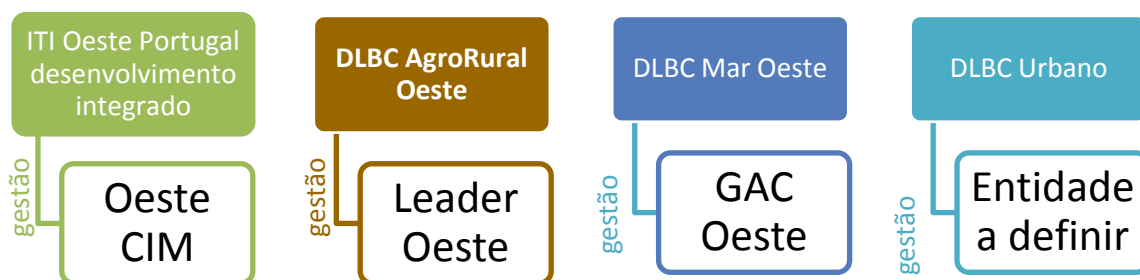 ITI Oeste Portugal
desenvolvimento
integrado
gestão
Oeste
CIM
DLBC AgroRural
Oeste
gestão
Leader
Oeste
DLBC Mar Oeste
gestão
GAC
Oeste
DLBC Urbano
gestão
Entidade
a definir